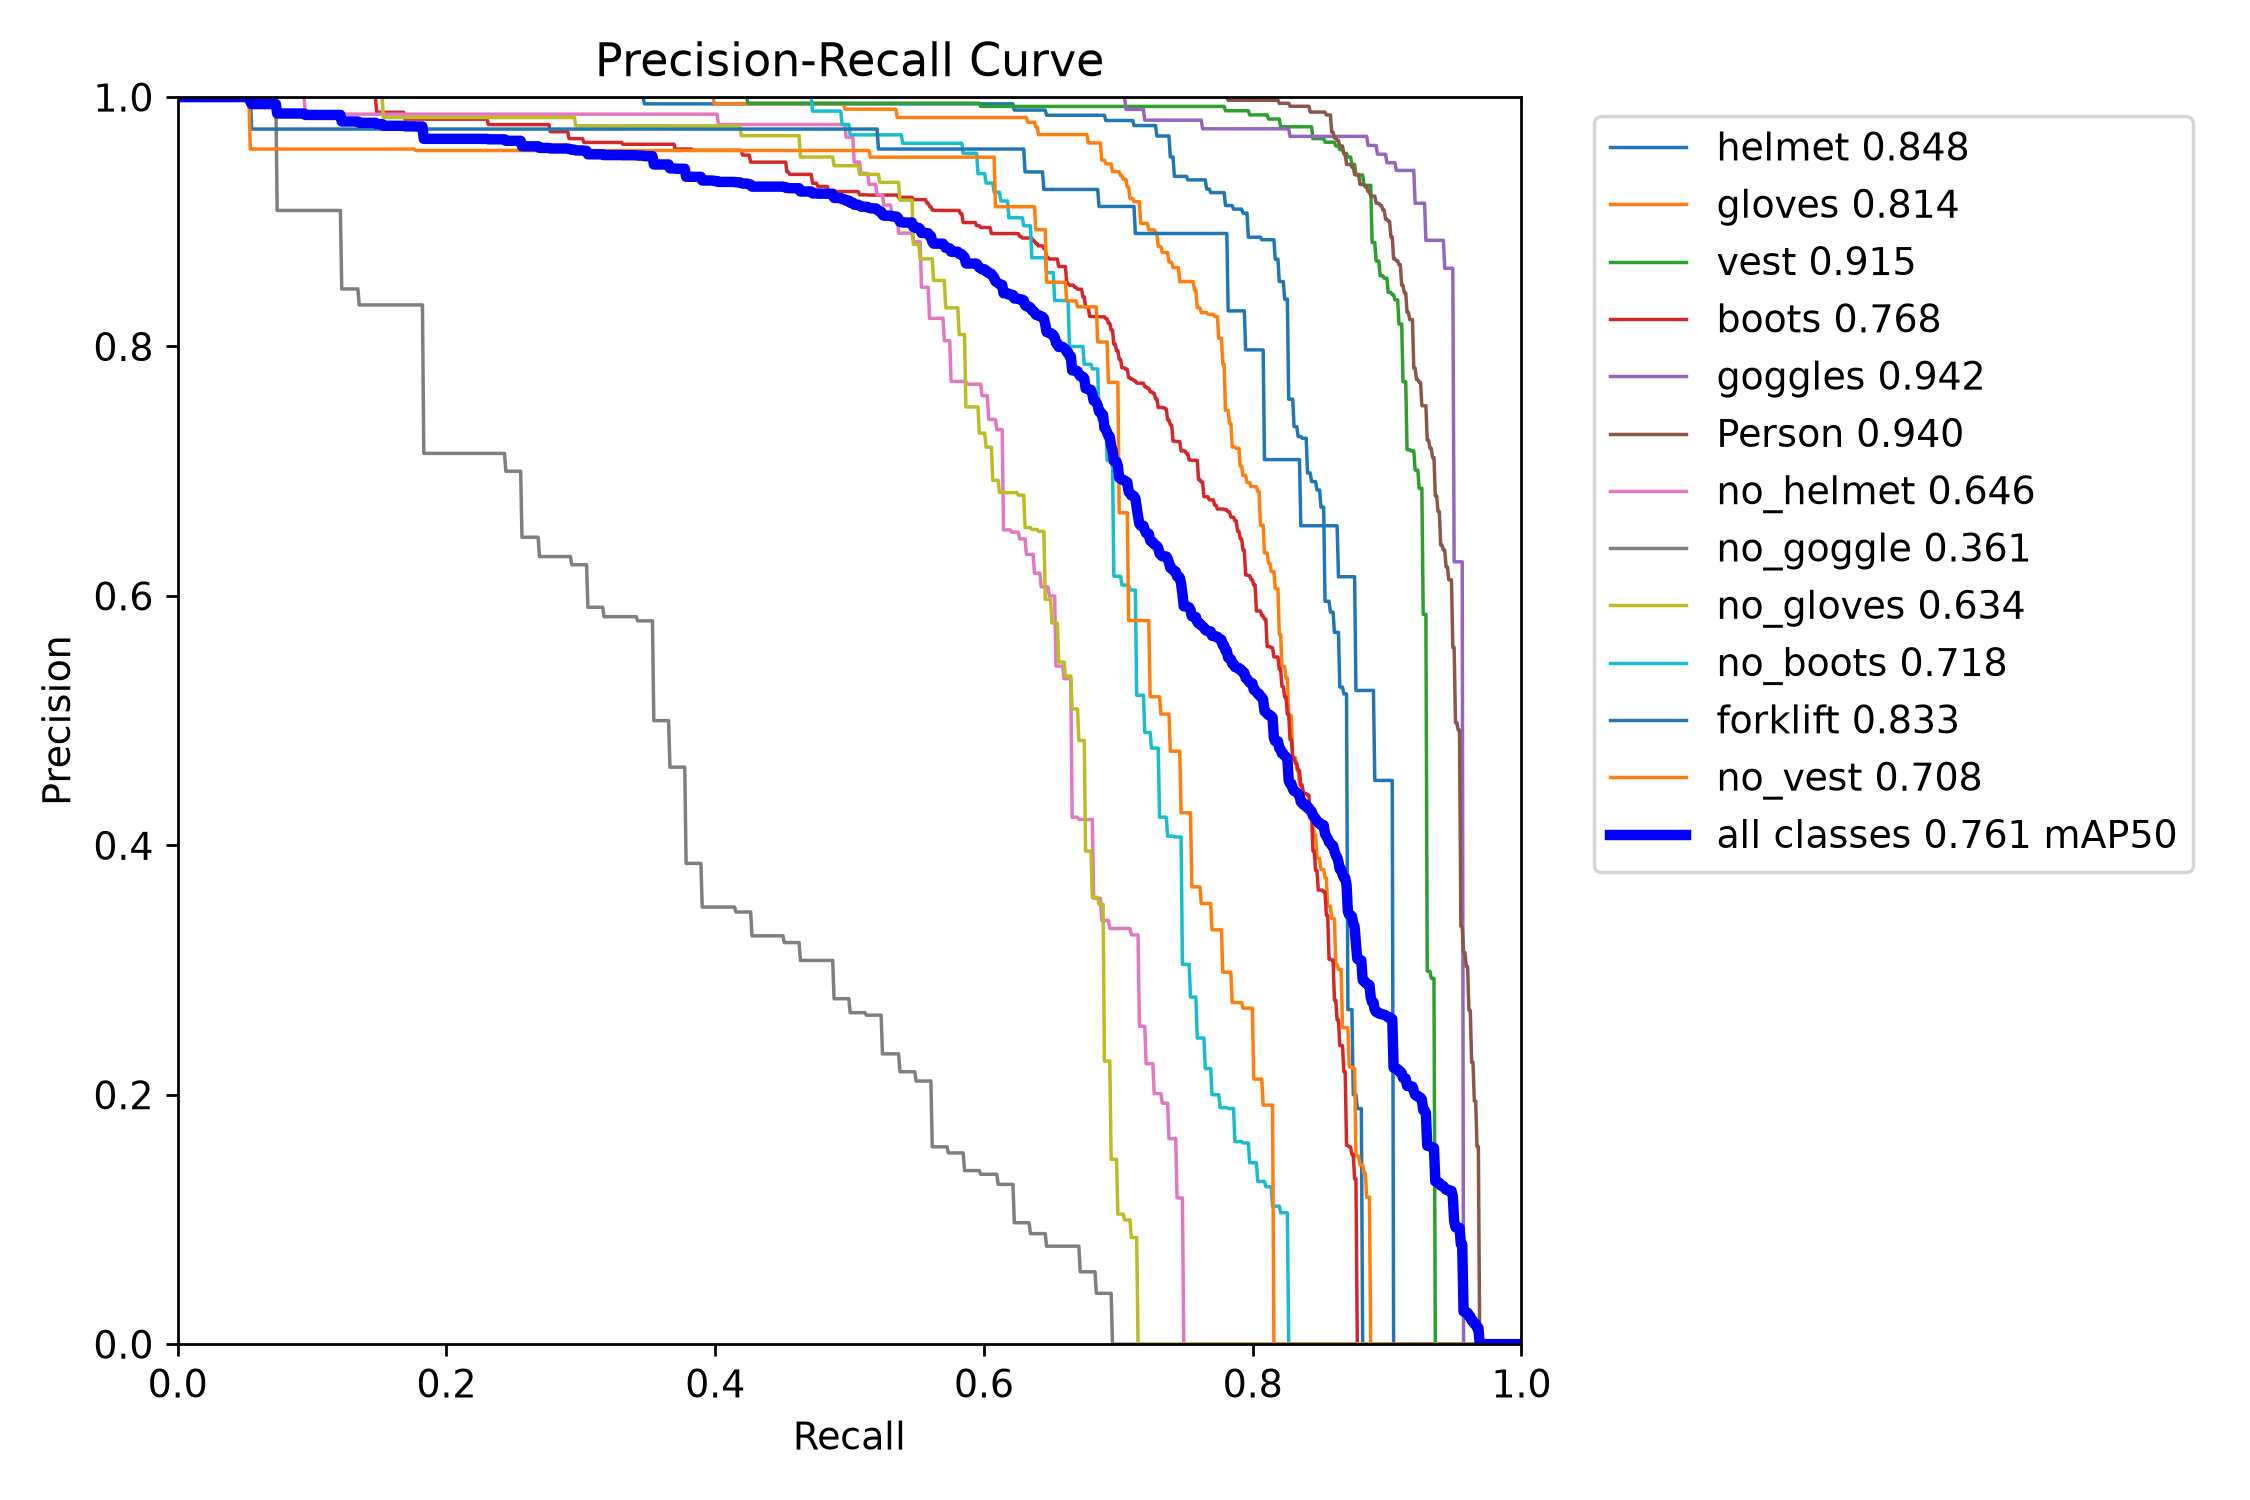 Precision-Recall Curve
1.0
0.8
0.6
0.4
0.2
0.0
Precision
0.0 0.2 0.4 0.6 0.8 1.0
Recall
helmet 0.848
gloves 0.814
vest 0.915
boots 0.768
goggles 0.942
Person 0.940
no_helmet 0.646
no_goggle 0.361
no_gloves 0.634
no_boots 0.718
forklift 0.833
no_vest 0.708
all classes 0.761 mAP50